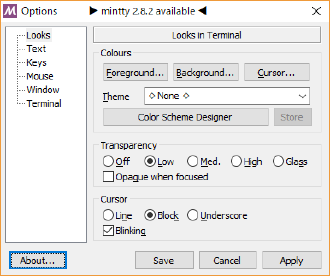 Options ► mintty 2.8.2 available ◄
Looks
Text
Keys
Mouse
Window
Terminal
Looks in Terminal
Colours
Foreground... Background... Cursor...
Theme ◇ None ◇
Color Scheme Designer Store
Transparency
Off Low Med. High Glass
Opaque when focused
Cursor
Line Block Underscore
Blinking
About... Save Cancel Apply